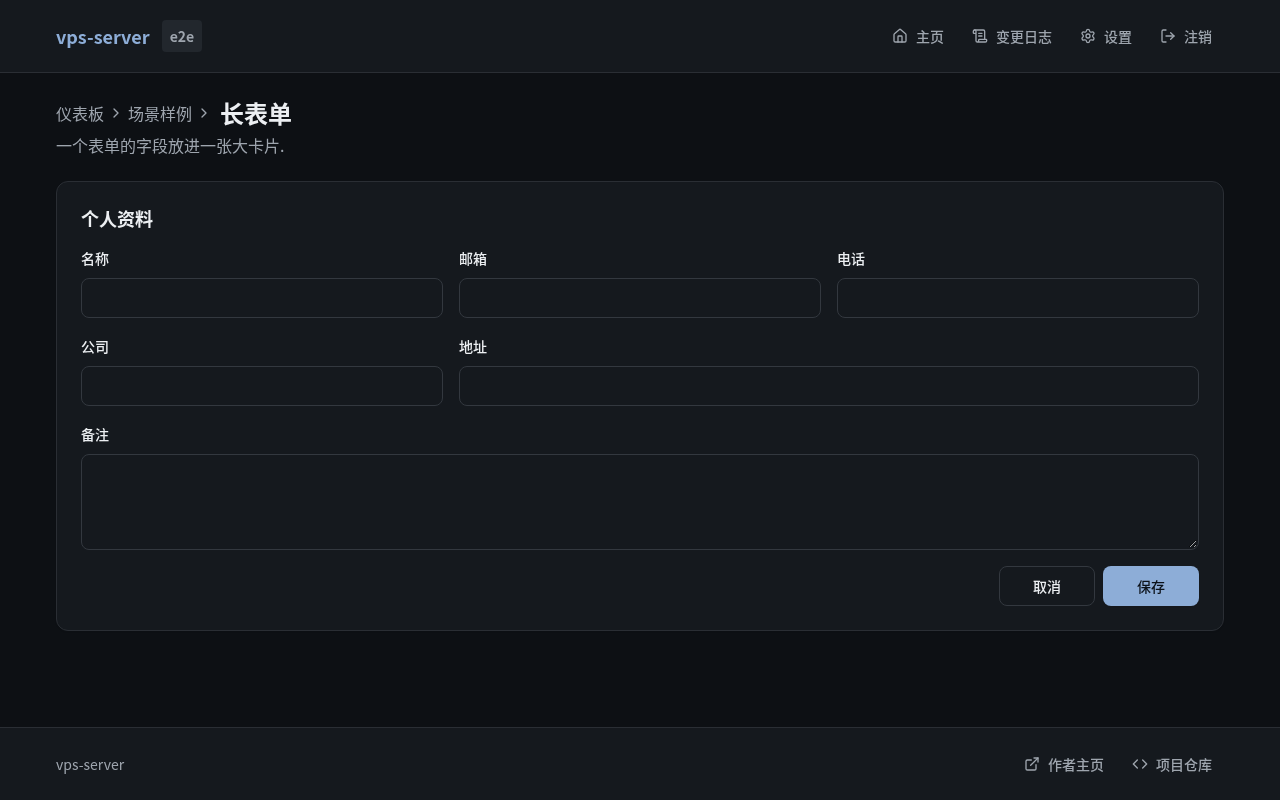 vps-server e2e 主页 变更日志 设置 注销
仪表板 场景样例 长表单
一个表单的字段放进一张大卡片.
个人资料
名称 邮箱 电话
公司 地址
备注
取消 保存
vps-server 作者主页 项目仓库